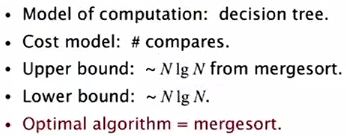 • Model of computation: decision tree.
• Cost model: # compares.
• Upper bound: ~ N lg N from mergesort.
• Lower bound: ~ N lg N.
• Optimal algorithm = mergesort.